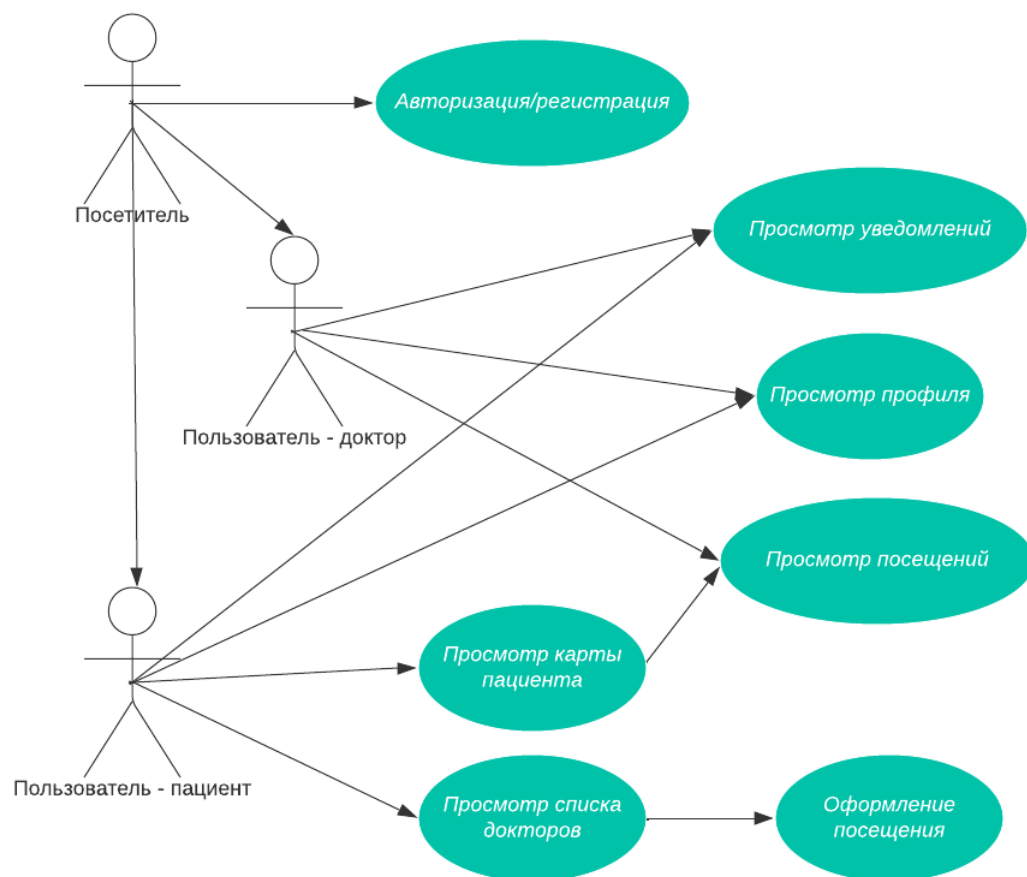 Авторизация/регистрация
Посетитель
Просмотр уведомлений
Просмотр профиля
Пользователь - доктор
Просмотр посещений
Просмотр карты
пациента
Пользователь - пациент
Просмотр списка
докторов
Оформление
посещения